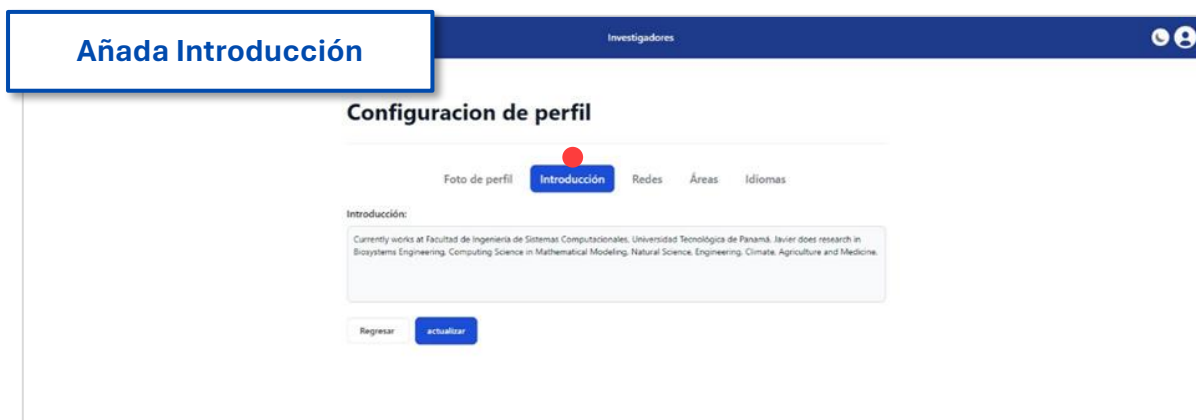 Añada Introducción
Investigadores
Configuracion de perfil
Foto de perfil Introducción Redes Áreas Idiomas
Introducción:
Currently works at Facultad de Ingeniería de Sistemas Computacionales, Universidad Tecnológica de Panamá. Javier does research in
Biosystems Engineering, Computing Science in Mathematical Modeling, Natural Science, Engineering, Climate, Agriculture and Medicine.
Regresar actualizar